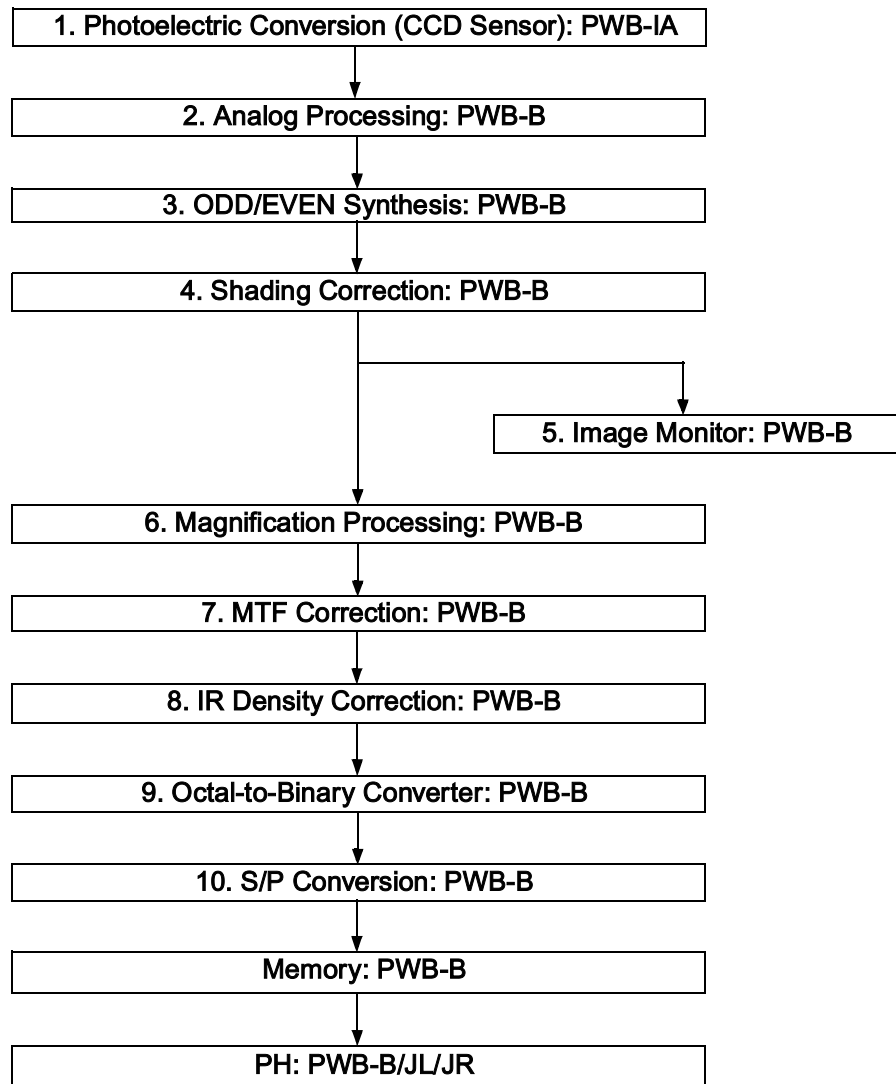 1. Photoelectric Conversion (CCD Sensor): PWB-IA
2. Analog Processing: PWB-B
3. ODD/EVEN Synthesis: PWB-B
4. Shading Correction: PWB-B
5. Image Monitor: PWB-B
6. Magnification Processing: PWB-B
7. MTF Correction: PWB-B
8. IR Density Correction: PWB-B
9. Octal-to-Binary Converter: PWB-B
10. S/P Conversion: PWB-B
Memory: PWB-B
PH: PWB-B/JL/JR